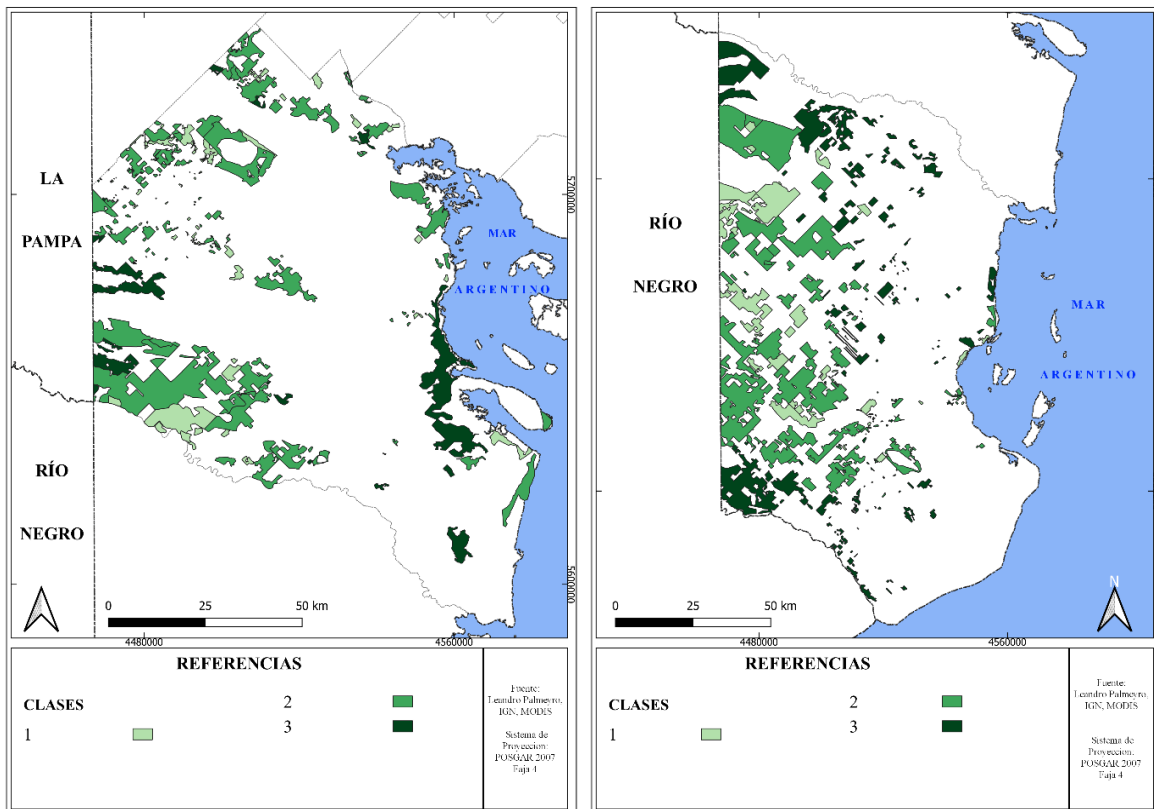 LA
PAMPA
RÍO
NEGRO
MAR
ARGENTINO
5200000
5600000
0 25 50 km
4480000 4560000
REFERENCIAS
CLASES
1
2
3
Fuente:
Leandro Palmeyro,
IGN, MODIS
Sistema de
Proyeccion:
POSGAR 2007
Faja 4
RÍO
NEGRO
MAR
ARGENTINO
N
0 25 50 km
4480000 4560000
REFERENCIAS
CLASES
1
2
3
Fuente:
Leandro Palmeyro,
IGN, MODIS
Sistema de
Proyeccion:
POSGAR 2007
Faja 4